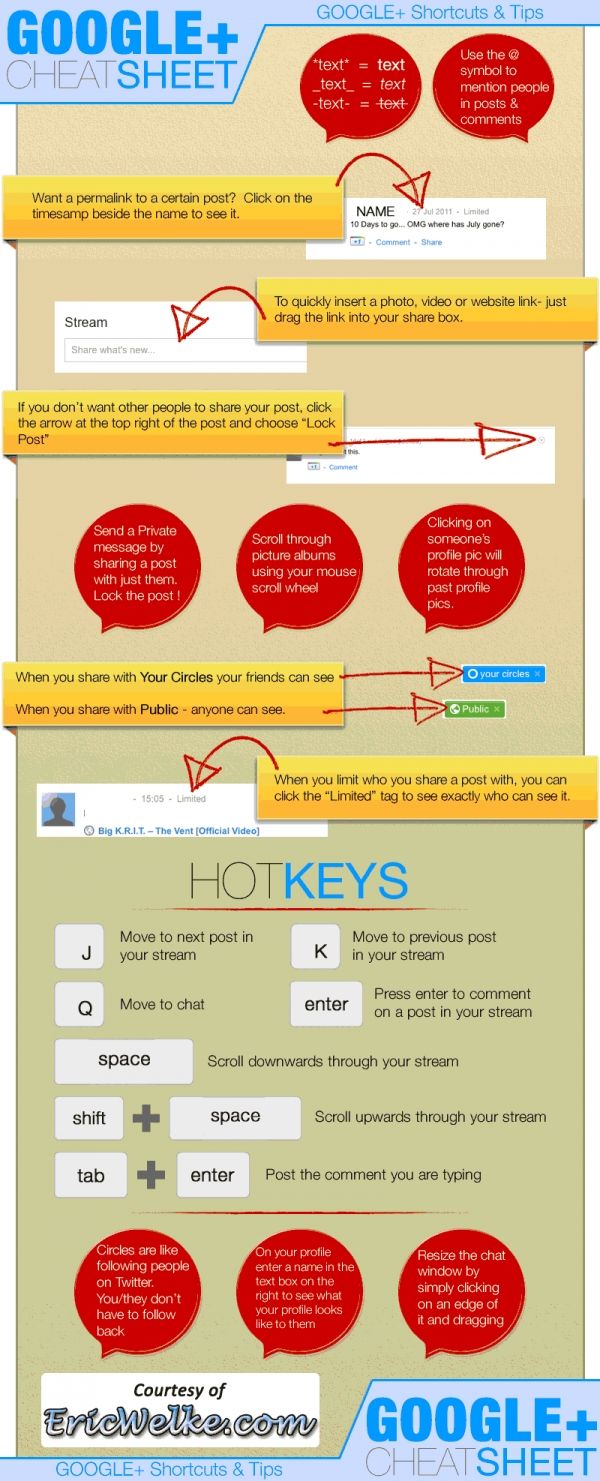 GOOGLE+
CHEATSHEET
GOOGLE+ Shortcuts & Tips
*text* = text
_text_ = text
-text- = text
Use the @
symbol to
mention people
in posts &
comments
Want a permalink to a certain post? Click on the
timesamp beside the name to see it.
NAME - 27 Jul 2011 - Limited
10 Days to go... OMG where has July gone?
+1 - Comment - Share
To quickly insert a photo, video or website link- just
drag the link into your share box.
Stream
Share what's new...
If you don't want other people to share your post, click
the arrow at the top right of the post and choose “Lock
Post”
t this.
+1 - Comment
Send a Private
message by
sharing a post
with just them.
Lock the post !
Scroll through
picture albums
using your mouse
scroll wheel
Clicking on
someone's
profile pic will
rotate through
past profile
pics.
When you share with Your Circles your friends can see
your circles ×
When you share with Public - anyone can see.
Public ×
When you limit who you share a post with, you can
click the “Limited” tag to see exactly who can see it.
- 15:05 - Limited
Big K.R.I.T. – The Vent [Official Video]
HOTKEYS
J
Move to next post in
your stream
K
Move to previous post
in your stream
Q
Move to chat
enter
Press enter to comment
on a post in your stream
space
Scroll downwards through your stream
shift + space
Scroll upwards through your stream
tab + enter
Post the comment you are typing
Circles are like
following people
on Twitter.
You/they don't
have to follow
back
On your profile
enter a name in the
text box on the
right to see what
your profile looks
like to them
Resize the chat
window by
simply clicking
on an edge of
it and dragging
Courtesy of
EricWelke.com
GOOGLE+
CHEATSHEET
GOOGLE+ Shortcuts & Tips